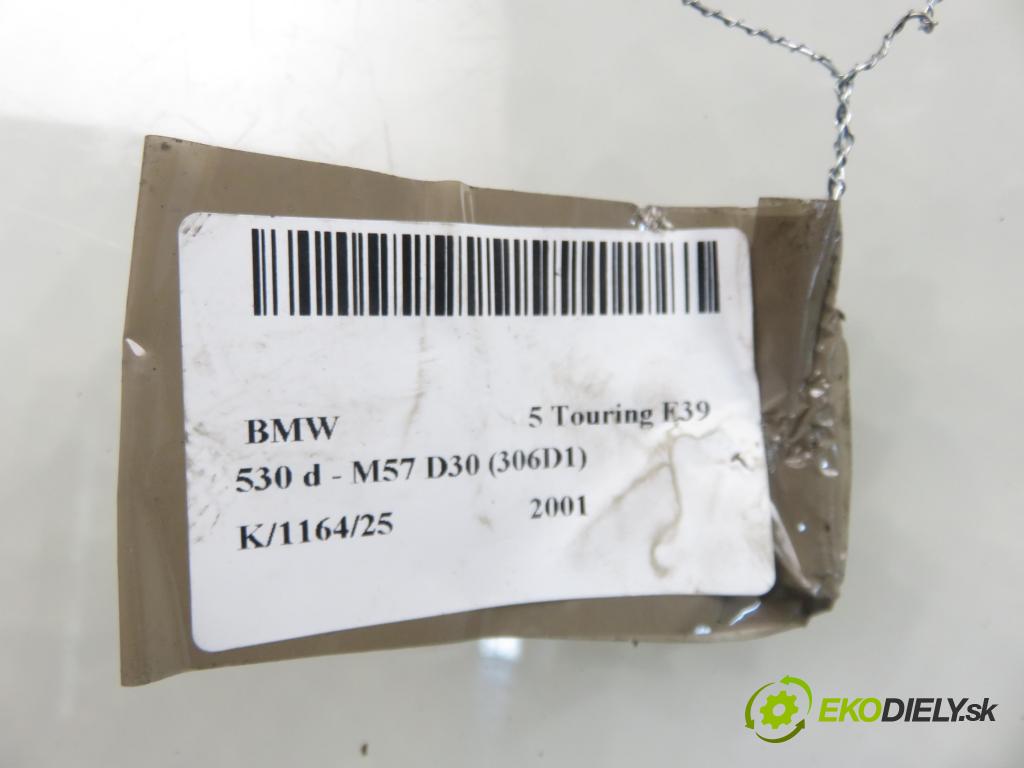 BMW 5 Touring E39
530 d - M57 D30 (306D1)
K/1164/25 2001
EKODIELY.sk